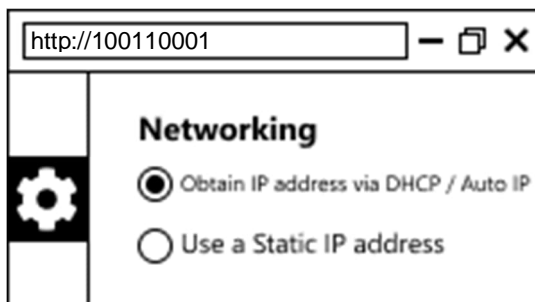 http://100110001
Networking
Obtain IP address via DHCP / Auto IP
Use a Static IP address